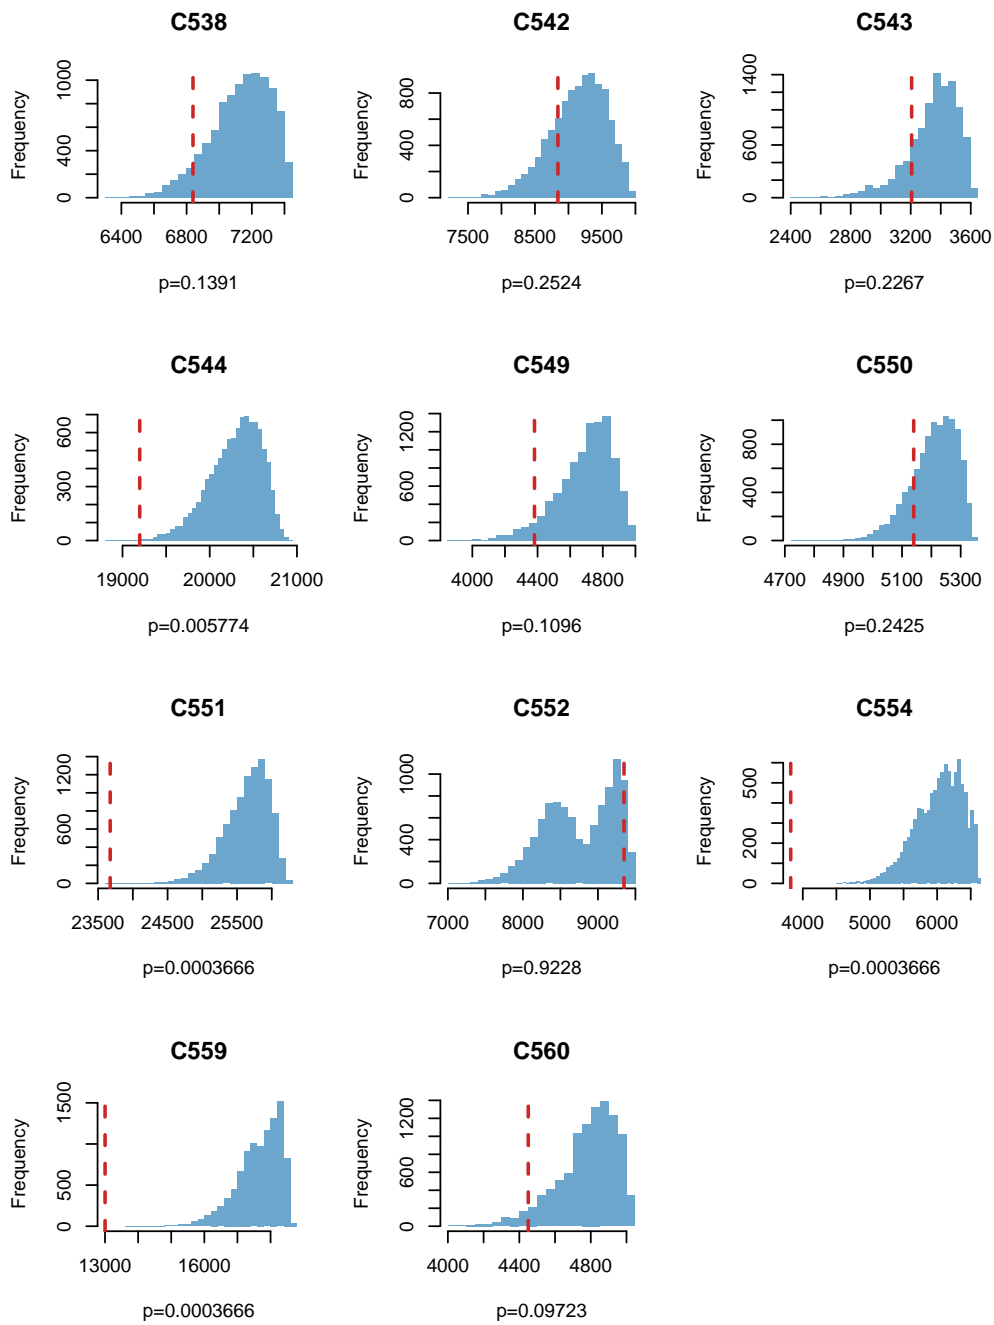 C538
C542
C543
Frequency
0
400
1000
6400
6800
7200
p=0.1391
Frequency
0
400
800
7500
8500
9500
p=0.2524
Frequency
0
600
1400
2400
2800
3200
3600
p=0.2267
C544
C549
C550
Frequency
0
300
600
19000
20000
21000
p=0.005774
Frequency
0
600
1200
4000
4400
4800
p=0.1096
Frequency
0
400
800
4700
4900
5100
5300
p=0.2425
C551
C552
C554
Frequency
0
600
1200
23500
24500
25500
p=0.0003666
Frequency
0
400
1000
7000
8000
9000
p=0.9228
Frequency
0
200
500
4000
5000
6000
p=0.0003666
C559
C560
Frequency
0
500
1500
13000
16000
p=0.0003666
Frequency
0
600
1200
4000
4400
4800
p=0.09723